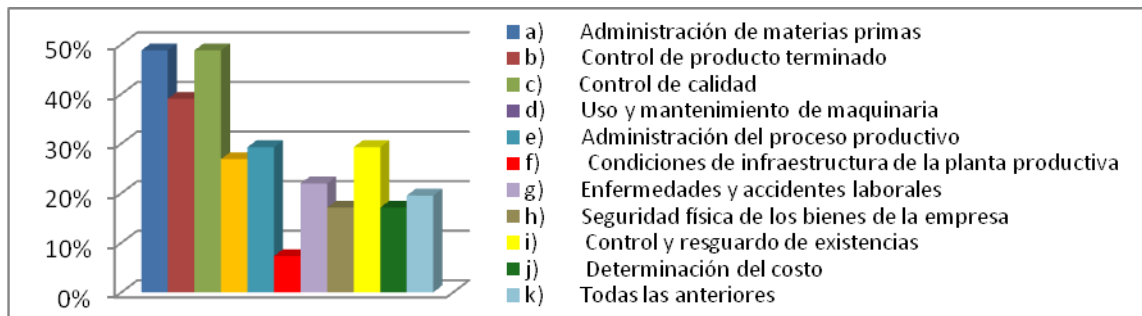 50%
40%
30%
20%
10%
0%
a) Administración de materias primas
b) Control de producto terminado
c) Control de calidad
d) Uso y mantenimiento de maquinaria
e) Administración del proceso productivo
f) Condiciones de infraestructura de la planta productiva
g) Enfermedades y accidentes laborales
h) Seguridad física de los bienes de la empresa
i) Control y resguardo de existencias
j) Determinación del costo
k) Todas las anteriores